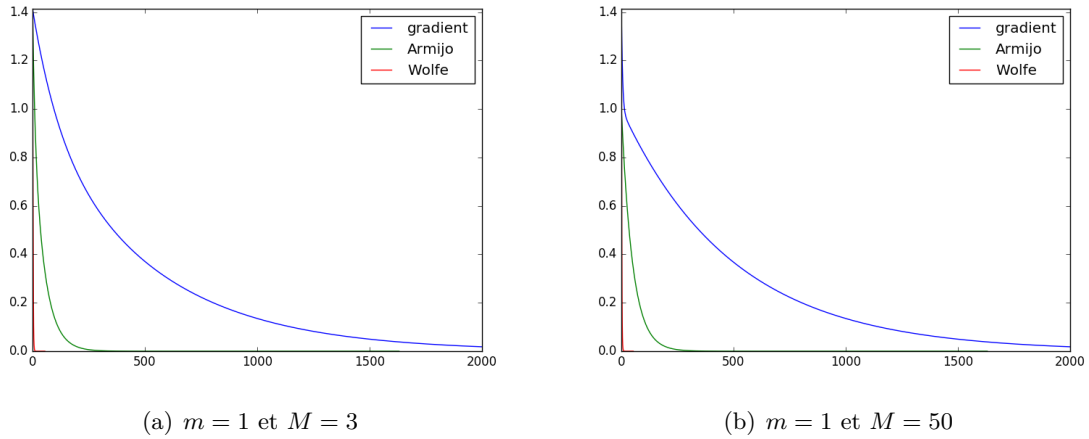 1.4
1.2
1.0
0.8
0.6
0.4
0.2
0.0
0 500 1000 1500 2000
gradient
Armijo
Wolfe
(a) m = 1 et M = 3
1.4
1.2
1.0
0.8
0.6
0.4
0.2
0.0
0 500 1000 1500 2000
gradient
Armijo
Wolfe
(b) m = 1 et M = 50